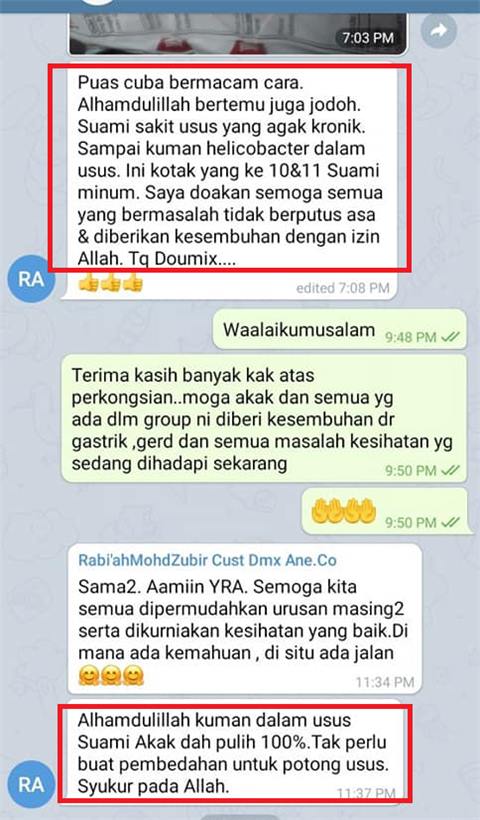 7:03 PM
Puas cuba bermacam cara.
Alhamdulillah bertemu juga jodoh.
Suami sakit usus yang agak kronik.
Sampai kuman helicobacter dalam
usus. Ini kotak yang ke 10&11 Suami
minum. Saya doakan semoga semua
yang bermasalah tidak berputus asa
& diberikan kesembuhan dengan izin
Allah. Tq Doumix....
👍👍👍
edited 7:08 PM
RA
Waalaikumusalam
9:48 PM
Terima kasih banyak kak atas
perkongsian..moga akak dan semua yg
ada dlm group ni diberi kesembuhan dr
gastrik ,gerd dan semua masalah kesihatan yg
sedang dihadapi sekarang
9:50 PM
🤲🤲
9:50 PM
Rabi'ahMohdZubir Cust Dmx Ane.Co
Sama2. Aamiin YRA. Semoga kita
semua dipermudahkan urusan masing2
serta dikurniakan kesihatan yang baik.Di
mana ada kemahuan , di situ ada jalan
🤗🤗🤗
11:34 PM
Alhamdulillah kuman dalam usus
Suami Akak dah pulih 100%.Tak perlu
buat pembedahan untuk potong usus.
Syukur pada Allah.
11:37 PM
RA